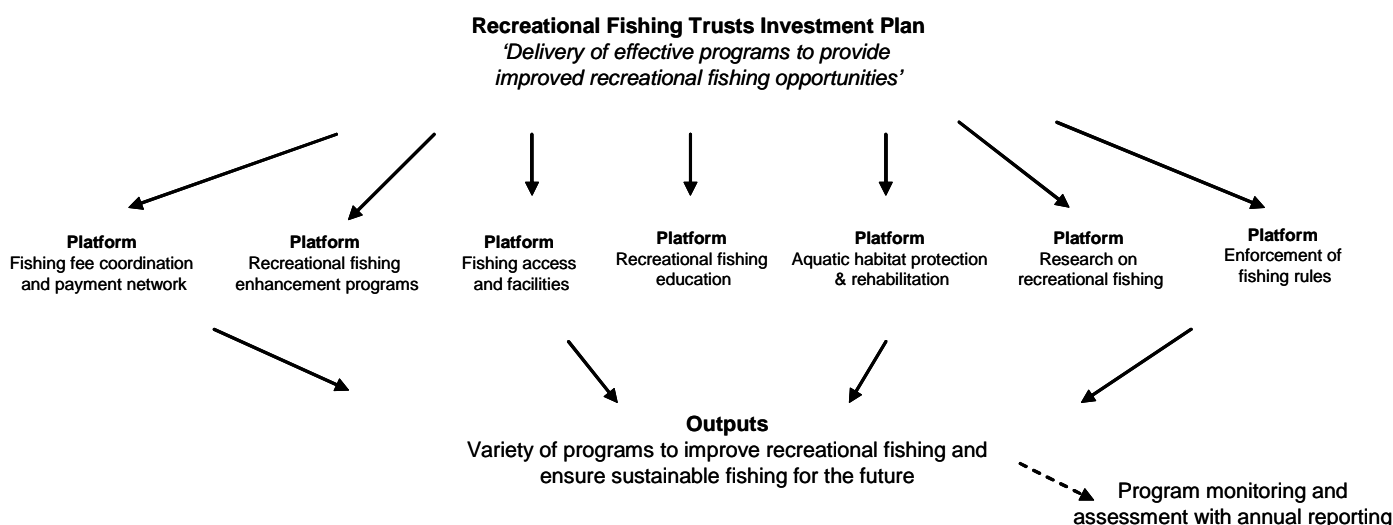 Recreational Fishing Trusts Investment Plan
‘Delivery of effective programs to provide
improved recreational fishing opportunities’
Platform
Fishing fee coordination
and payment network
Platform
Recreational fishing
enhancement programs
Platform
Fishing access
and facilities
Platform
Recreational fishing
education
Platform
Aquatic habitat protection
& rehabilitation
Platform
Research on
recreational fishing
Platform
Enforcement of
fishing rules
Outputs
Variety of programs to improve recreational fishing and
ensure sustainable fishing for the future
Program monitoring and
assessment with annual reporting